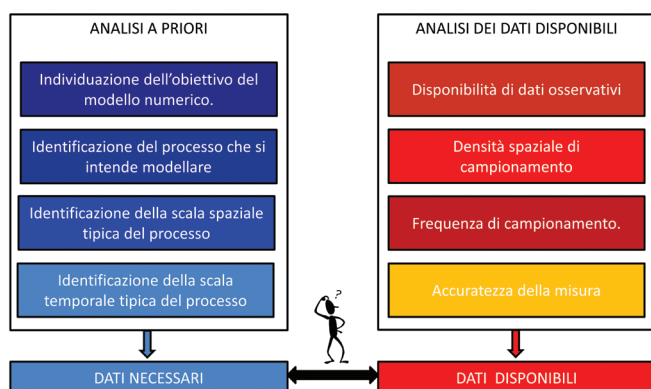 ANALISI A PRIORI
Individuazione dell'obiettivo del
modello numerico.
Identificazione del processo che si
intende modellare
Identificazione della scala spaziale
tipica del processo
Identificazione della scala
temporale tipica del processo
DATI NECESSARI
?
ANALISI DEI DATI DISPONIBILI
Disponibilità di dati osservativi
Densità spaziale di
campionamento
Frequenza di campionamento.
Accuratezza della misura
DATI DISPONIBILI